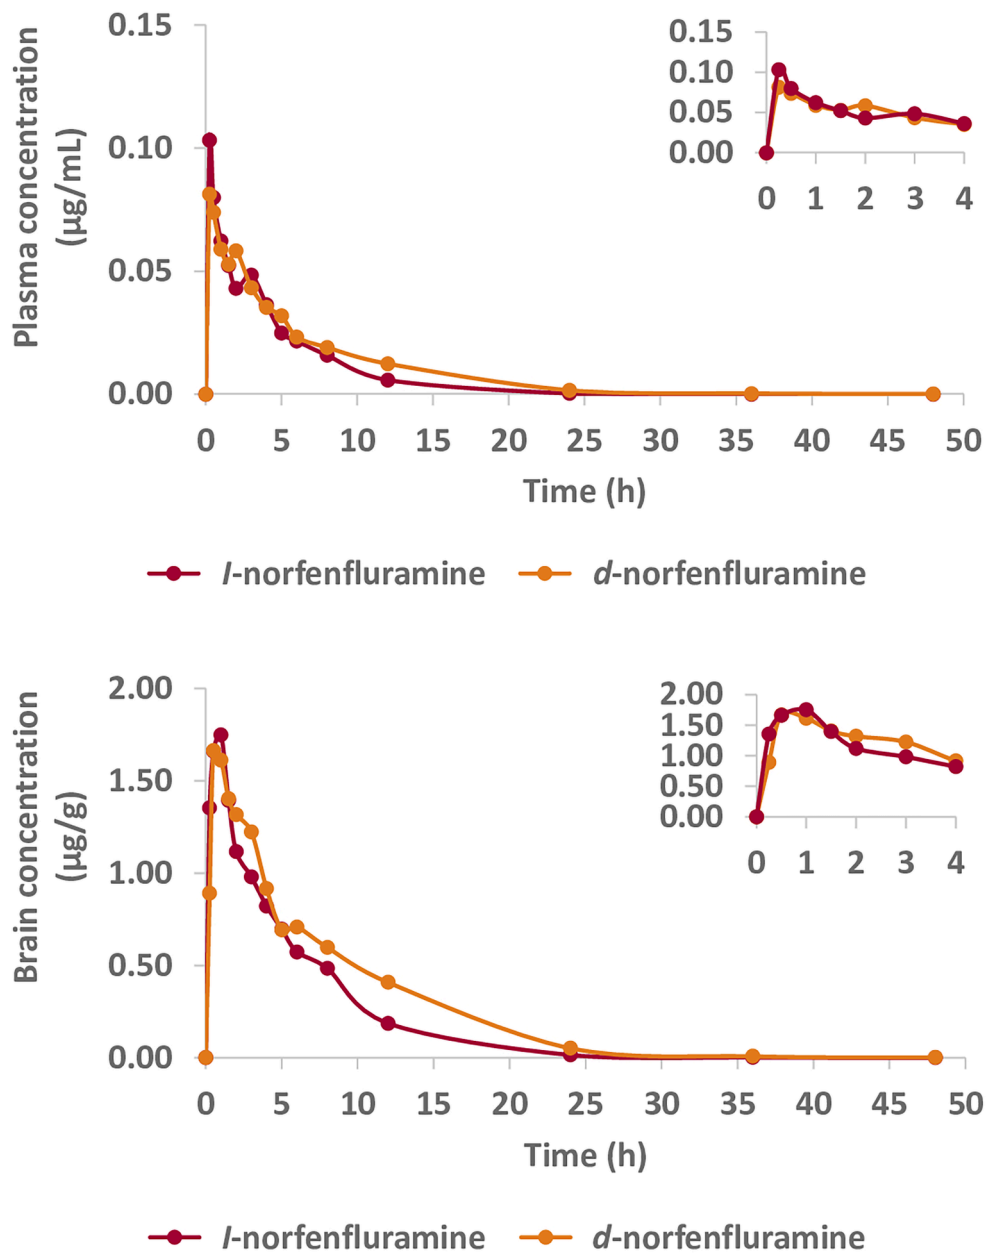 Plasma concentration
(µg/mL)
0.15
0.10
0.05
0.00
0 5 10 15 20 25 30 35 40 45 50
Time (h)
0.15
0.10
0.05
0.00
0 1 2 3 4
l-norfenfluramine d-norfenfluramine
Brain concentration
(µg/g)
2.00
1.50
1.00
0.50
0.00
0 5 10 15 20 25 30 35 40 45 50
Time (h)
2.00
1.50
1.00
0.50
0.00
0 1 2 3 4
l-norfenfluramine d-norfenfluramine